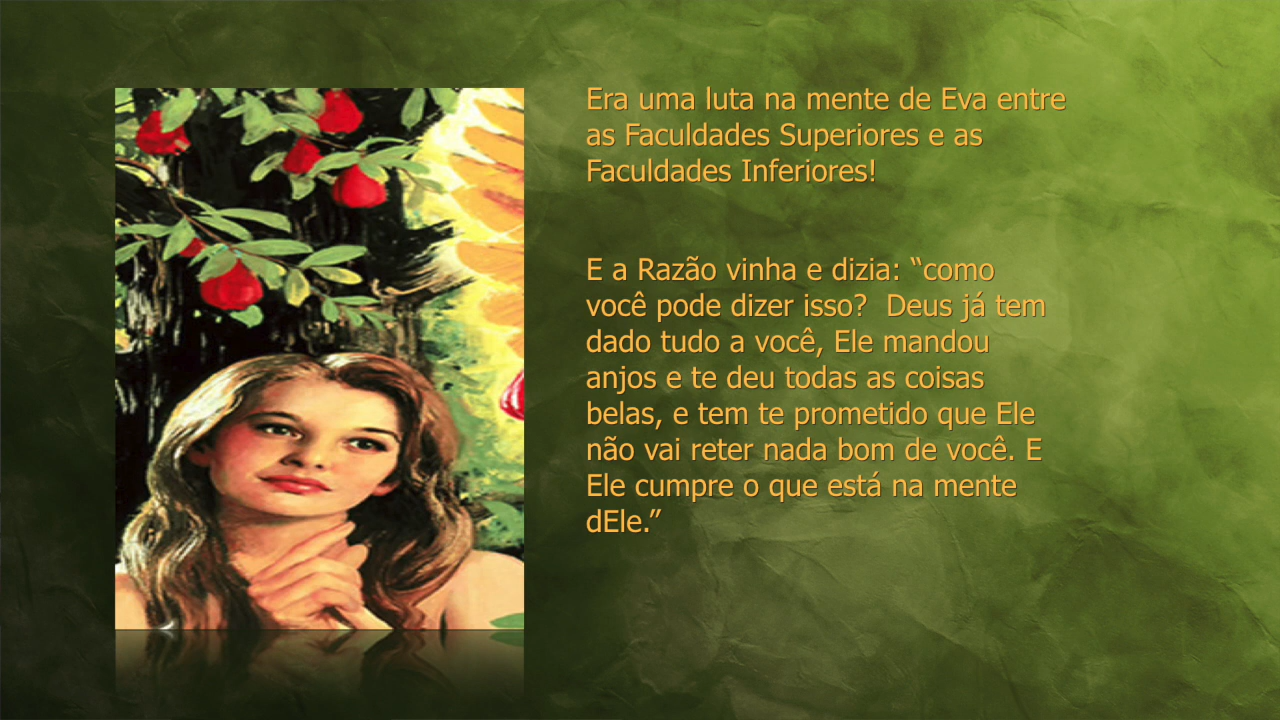 Era uma luta na mente de Eva entre
as Faculdades Superiores e as
Faculdades Inferiores!
E a Razão vinha e dizia: “como
você pode dizer isso?  Deus já tem
dado tudo a você, Ele mandou
anjos e te deu todas as coisas
belas, e tem te prometido que Ele
não vai reter nada bom de você. E
Ele cumpre o que está na mente
dEle.”